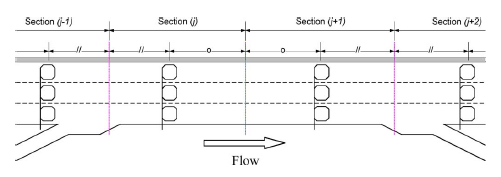 Section (j-1)
Section (j)
Section (j+1)
Section (j+2)
// // // o o // // //
Flow